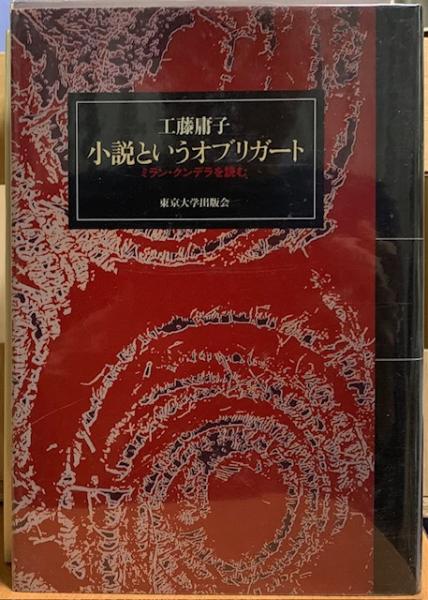 工藤庸子
小説というオブリガート
ミラン・クンデラを読む
東京大学出版会